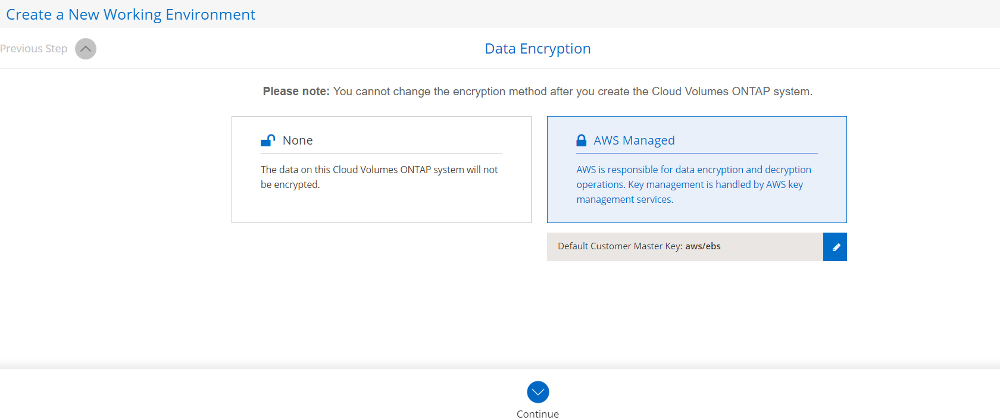 Create a New Working Environment
Previous Step
Data Encryption
Please note: You cannot change the encryption method after you create the Cloud Volumes ONTAP system.
None
The data on this Cloud Volumes ONTAP system will not
be encrypted.
AWS Managed
AWS is responsible for data encryption and decryption
operations. Key management is handled by AWS key
management services.
Default Customer Master Key: aws/ebs
Continue